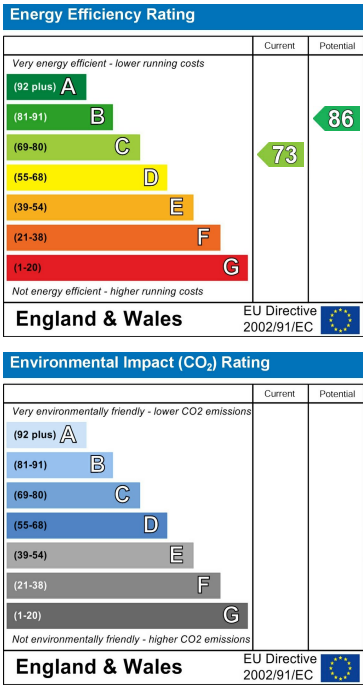 Energy Efficiency Rating
Current Potential
Very energy efficient - lower running costs
(92 plus) A
(81-91) B
86
(69-80) C
73
(55-68) D
(39-54) E
(21-38) F
(1-20) G
Not energy efficient - higher running costs
England & Wales
EU Directive
2002/91/EC
Environmental Impact (CO₂) Rating
Current Potential
Very environmentally friendly - lower CO2 emissions
(92 plus) A
(81-91) B
(69-80) C
(55-68) D
(39-54) E
(21-38) F
(1-20) G
Not environmentally friendly - higher CO2 emissions
England & Wales
EU Directive
2002/91/EC